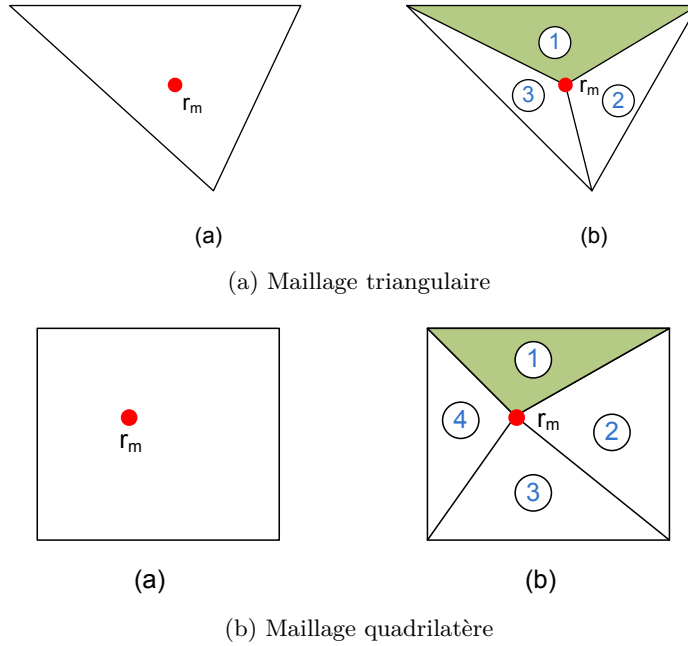 1
r_m
3
r_m
2
(a)
(b)
(a) Maillage triangulaire
1
4
r_m
2
r_m
3
(a)
(b)
(b) Maillage quadrilatère